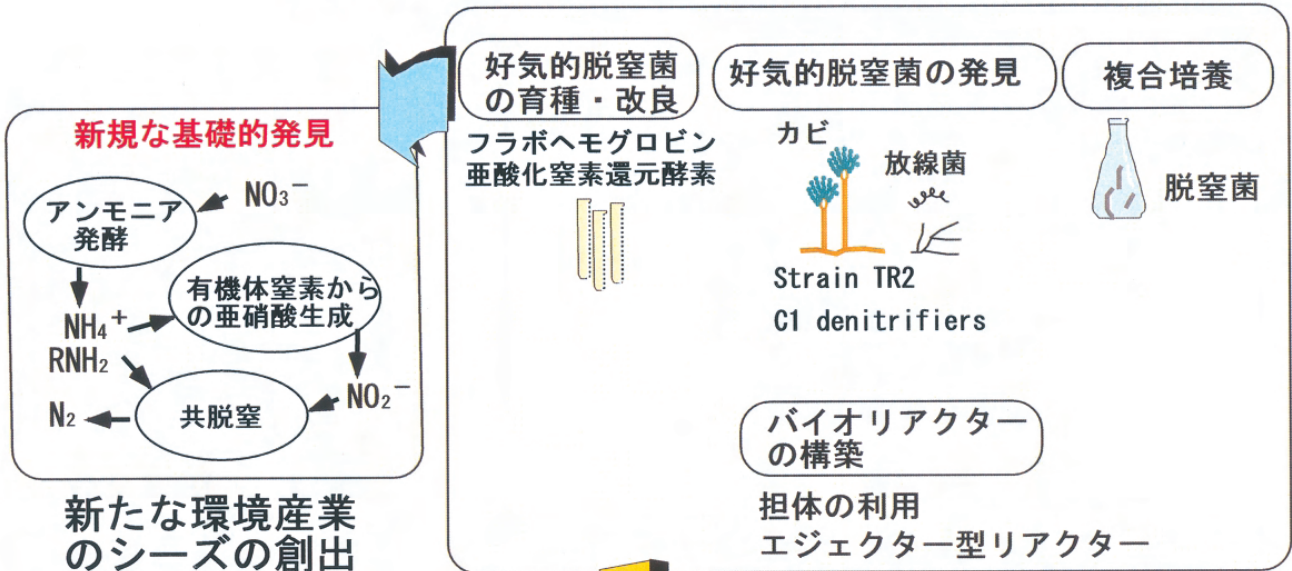 新規な基礎的発見
アンモニア
発酵
NO₃⁻
有機体窒素から
の亜硝酸生成
NH₄⁺
RNH₂
NO₂⁻
N₂
共脱窒
新たな環境産業
のシーズの創出
好気的脱窒菌
の育種・改良
フラボヘモグロビン
亜酸化窒素還元酵素
好気的脱窒菌の発見
カビ
放線菌
Strain TR2
C1 denitrifiers
複合培養
脱窒菌
バイオリアクター
の構築
担体の利用
エジェクター型リアクター